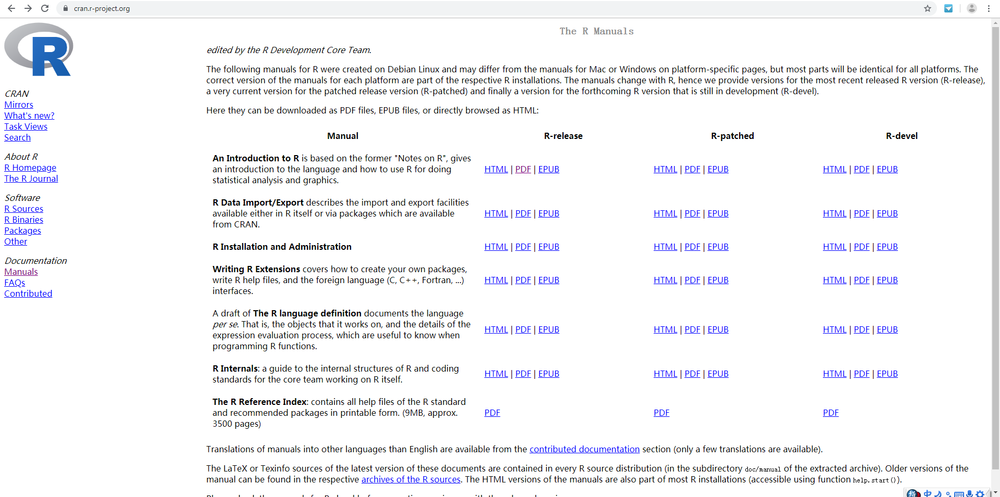 cran.r-project.org
R
CRAN
Mirrors
What's new?
Task Views
Search
About R
R Homepage
The R Journal
Software
R Sources
R Binaries
Packages
Other
Documentation
Manuals
FAQs
Contributed
The R Manuals
edited by the R Development Core Team.
The following manuals for R were created on Debian Linux and may differ from the manuals for Mac or Windows on platform-specific pages, but most parts will be identical for all platforms. The
correct version of the manuals for each platform are part of the respective R installations. The manuals change with R, hence we provide versions for the most recent released R version (R-release),
a very current version for the patched release version (R-patched) and finally a version for the forthcoming R version that is still in development (R-devel).
Here they can be downloaded as PDF files, EPUB files, or directly browsed as HTML:
Manual R-release R-patched R-devel
An Introduction to R is based on the former "Notes on R", gives
an introduction to the language and how to use R for doing
statistical analysis and graphics.
HTML | PDF | EPUB HTML | PDF | EPUB HTML | PDF | EPUB
R Data Import/Export describes the import and export facilities
available either in R itself or via packages which are available
from CRAN.
HTML | PDF | EPUB HTML | PDF | EPUB HTML | PDF | EPUB
R Installation and Administration HTML | PDF | EPUB HTML | PDF | EPUB HTML | PDF | EPUB
Writing R Extensions covers how to create your own packages,
write R help files, and the foreign language (C, C++, Fortran, ...)
interfaces.
HTML | PDF | EPUB HTML | PDF | EPUB HTML | PDF | EPUB
A draft of The R language definition documents the language
per se. That is, the objects that it works on, and the details of the
expression evaluation process, which are useful to know when
programming R functions.
HTML | PDF | EPUB HTML | PDF | EPUB HTML | PDF | EPUB
R Internals: a guide to the internal structures of R and coding
standards for the core team working on R itself.
HTML | PDF | EPUB HTML | PDF | EPUB HTML | PDF | EPUB
The R Reference Index: contains all help files of the R standard
and recommended packages in printable form. (9MB, approx.
3500 pages)
PDF PDF PDF
Translations of manuals into other languages than English are available from the contributed documentation section (only a few translations are available).
The LaTeX or Texinfo sources of the latest version of these documents are contained in every R source distribution (in the subdirectory doc/manual of the extracted archive). Older versions of the
manual can be found in the respective archives of the R sources. The HTML versions of the manuals are also part of most R installations (accessible using function help.start()).
中